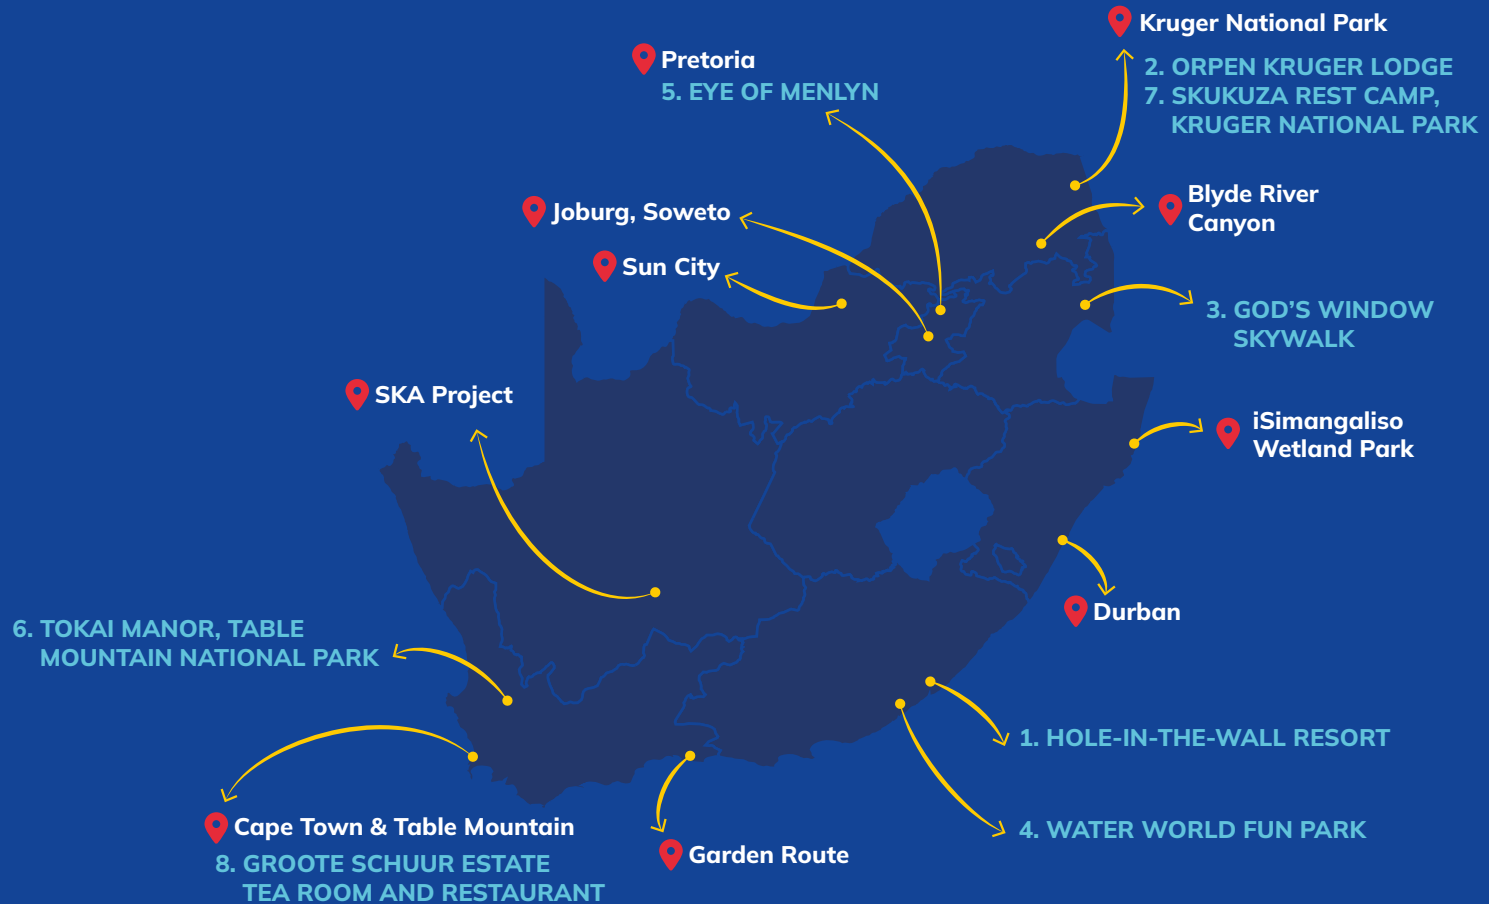 Kruger National Park
2. ORPEN KRUGER LODGE
7. SKUKUZA REST CAMP,
KRUGER NATIONAL PARK
Pretoria
5. EYE OF MENLYN
Blyde River
Canyon
Joburg, Soweto
Sun City
3. GOD’S WINDOW
SKYWALK
SKA Project
iSimangaliso
Wetland Park
Durban
6. TOKAI MANOR, TABLE
MOUNTAIN NATIONAL PARK
1. HOLE-IN-THE-WALL RESORT
4. WATER WORLD FUN PARK
Cape Town & Table Mountain
8. GROOTE SCHUUR ESTATE
TEA ROOM AND RESTAURANT
Garden Route